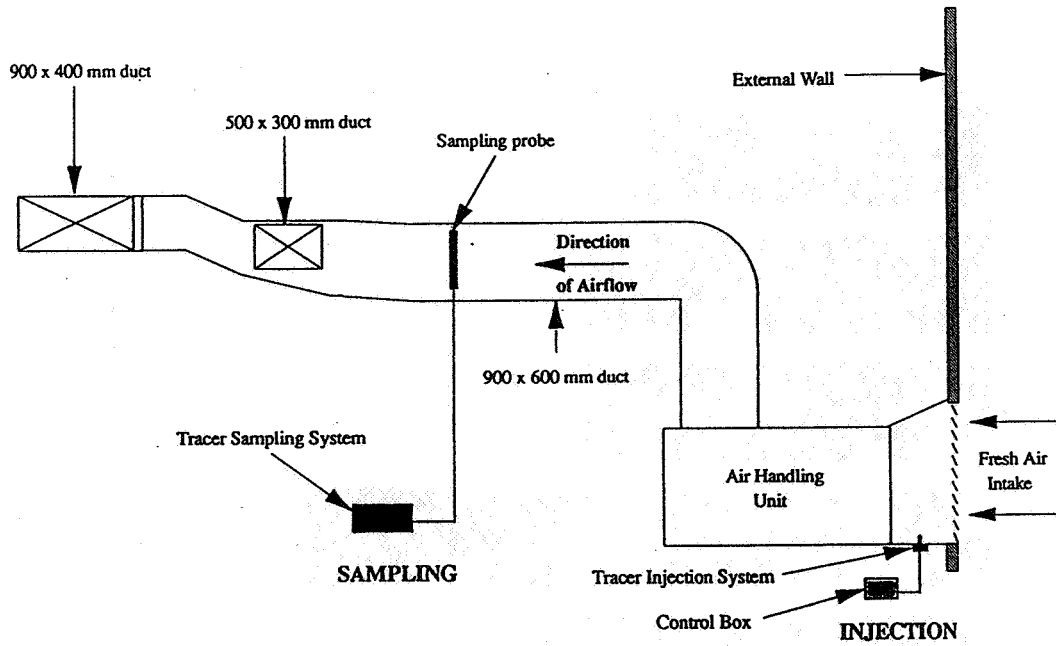 900 x 400 mm duct
500 x 300 mm duct
Sampling probe
External Wall
Direction
of Airflow
900 x 600 mm duct
Tracer Sampling System
SAMPLING
Air Handling
Unit
Fresh Air
Intake
Tracer Injection System
Control Box
INJECTION